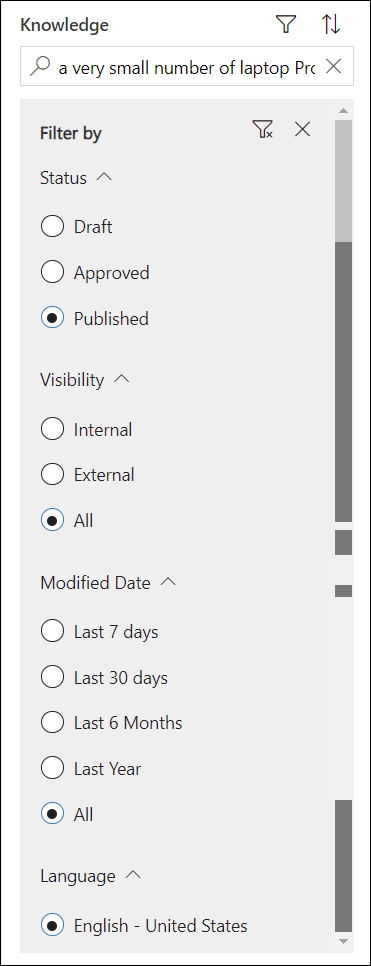 Knowledge
a very small number of laptop Pro
Filter by
Status
Draft
Approved
Published
Visibility
Internal
External
All
Modified Date
Last 7 days
Last 30 days
Last 6 Months
Last Year
All
Language
English - United States